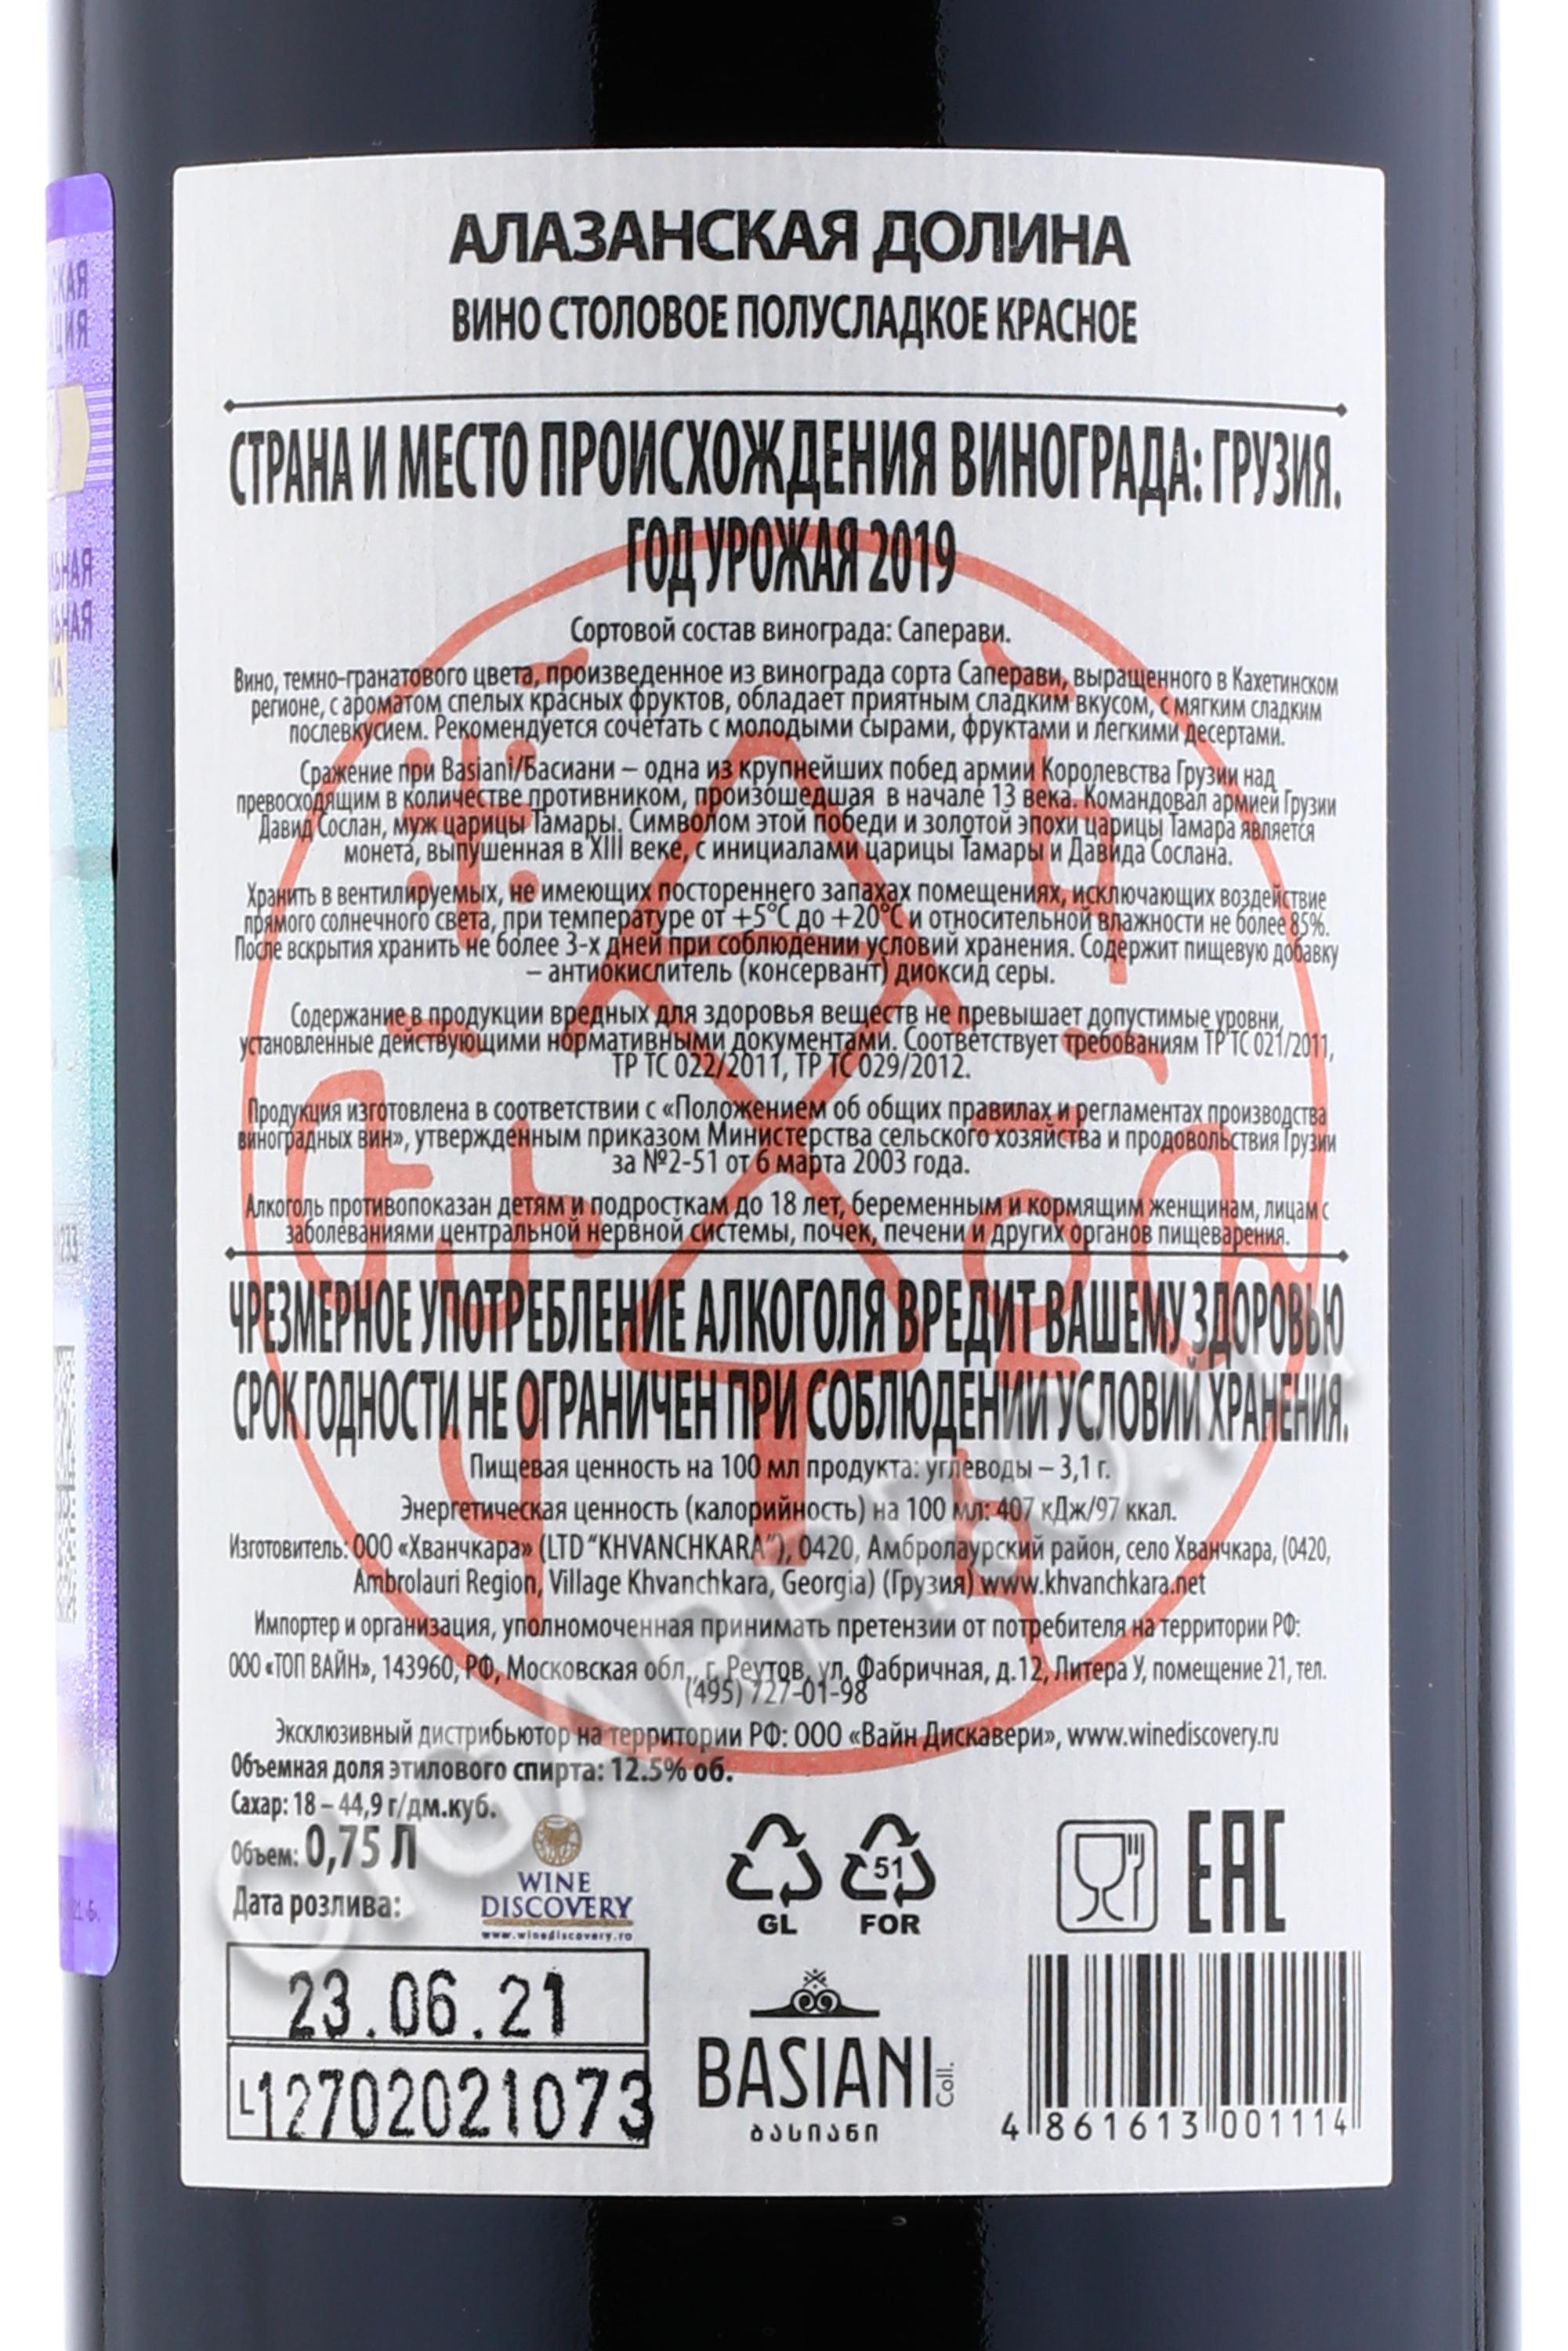 АЛАЗАНСКАЯ ДОЛИНА
ВИНО СТОЛОВОЕ ПОЛУСЛАДКОЕ КРАСНОЕ
СТРАНА И МЕСТО ПРОИСХОЖДЕНИЯ ВИНОГРАДА: ГРУЗИЯ.
ГОД УРОЖАЯ 2019
Сортовой состав винограда: Саперави.
Вино, темно-гранатового цвета, произведенное из винограда сорта Саперави, выращенного в Кахетинском
регионе, с ароматом спелых красных фруктов, обладает приятным сладким вкусом, с мягким сладким
послевкусием. Рекомендуется сочетать с молодыми сырами, фруктами и легкими десертами.
Сражение при Basiani/Басиани – одна из крупнейших побед армии Королевства Грузии над
превосходящим в количестве противником, произошедшая в начале 13 века. Командовал армией Грузии
Давид Сослан, муж царицы Тамары. Символом этой победи и золотой эпохи царицы Тамара является
монета, выпушенная в XIII веке, с инициалами царицы Тамары и Давида Сослана.
Хранить в вентилируемых, не имеющих постореннего запахах помещениях, исключающих воздействие
прямого солнечного света, при температуре от +5°С до +20°С и относительной влажности не более 85%.
После вскрытия хранить не более 3-х дней при соблюдении условий хранения. Содержит пищевую добавку
– антиокислитель (консервант) диоксид серы.
Содержание в продукции вредных для здоровья веществ не превышает допустимые уровни,
установленные действующими нормативными документами. Соответствует требованиям ТР ТС 021/2011,
ТР ТС 022/2011, ТР ТС 029/2012.
Продукция изготовлена в соответствии с «Положением об общих правилах и регламентах производства
виноградных вин», утвержденным приказом Министерства сельского хозяйства и продовольствия Грузии
за №2-51 от 6 марта 2003 года.
Алкоголь противопоказан детям и подросткам до 18 лет, беременным и кормящим женщинам, лицам с
заболеваниями центральной нервной системы, почек, печени и других органов пищеварения.
ЧРЕЗМЕРНОЕ УПОТРЕБЛЕНИЕ АЛКОГОЛЯ ВРЕДИТ ВАШЕМУ ЗДОРОВЬЮ
СРОК ГОДНОСТИ НЕ ОГРАНИЧЕН ПРИ СОБЛЮДЕНИИ УСЛОВИЙ ХРАНЕНИЯ.
Пищевая ценность на 100 мл продукта: углеводы – 3,1 г.
Энергетическая ценность (калорийность) на 100 мл: 407 кДж/97 ккал.
Изготовитель: ООО «Хванчкара» (LTD "KHVANCHKARA"), 0420, Амбролаурский район, село Хванчкара, (0420,
Ambrolauri Region, Village Khvanchkara, Georgia) (Грузия) www.khvanchkara.net
Импортер и организация, уполномоченная принимать претензии от потребителя на территории РФ:
ООО «ТОП ВАЙН», 143960, РФ, Московская обл., г. Реутов, ул. Фабричная, д.12, Литера У, помещение 21, тел.
(495) 727-01-98
Эксклюзивный дистрибьютор на территории РФ: ООО «Вайн Дискавери», www.winediscovery.ru
Объемная доля этилового спирта: 12.5% об.
Сахар: 18 – 44,9 г/дм.куб.
Объем: 0,75 Л
Дата розлива:
WINE
DISCOVERY
www.winediscovery.ru
GL
51
FOR
EAC
23.06.21
L12702021073
BASIANI Coll.
ბასიანი
4 861613 001114
CIGARPRO.RU